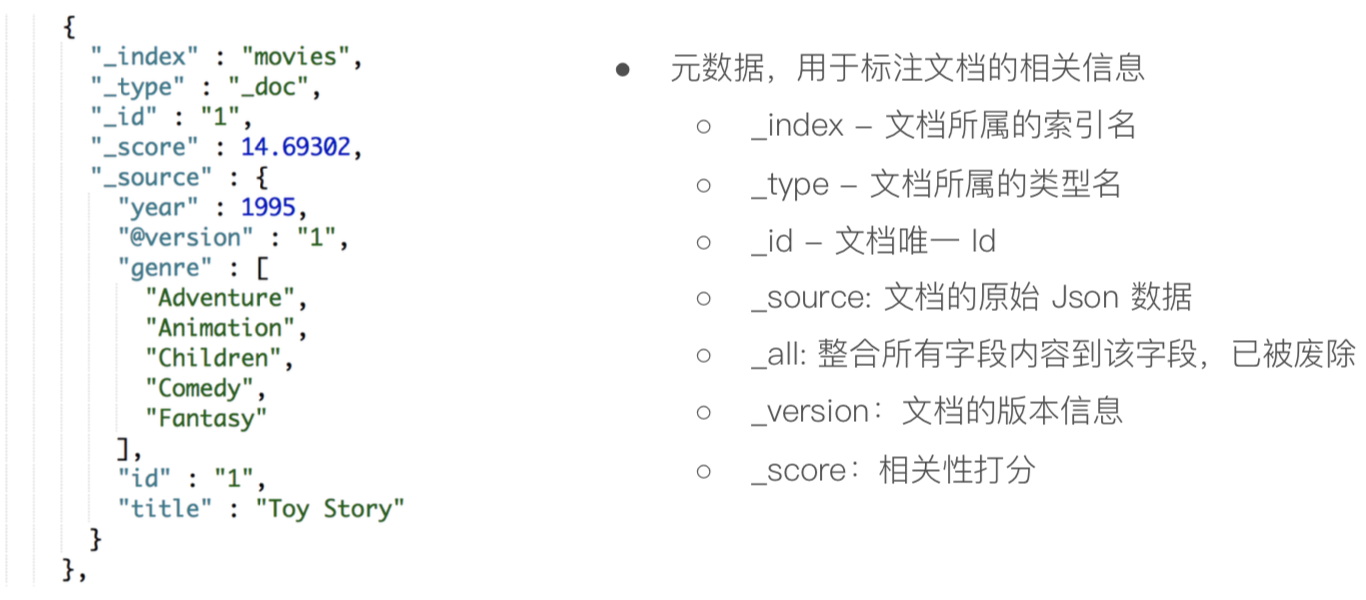 {
"_index" : "movies",
"_type" : "_doc",
"_id" : "1",
"_score" : 14.69302,
"_source" : {
"year" : 1995,
"@version" : "1",
"genre" : [
"Adventure",
"Animation",
"Children",
"Comedy",
"Fantasy"
],
"id" : "1",
"title" : "Toy Story"
}
},
● 元数据，用于标注文档的相关信息
○ _index – 文档所属的索引名
○ _type – 文档所属的类型名
○ _id – 文档唯一 Id
○ _source: 文档的原始 Json 数据
○ _all: 整合所有字段内容到该字段，已被废除
○ _version：文档的版本信息
○ _score：相关性打分